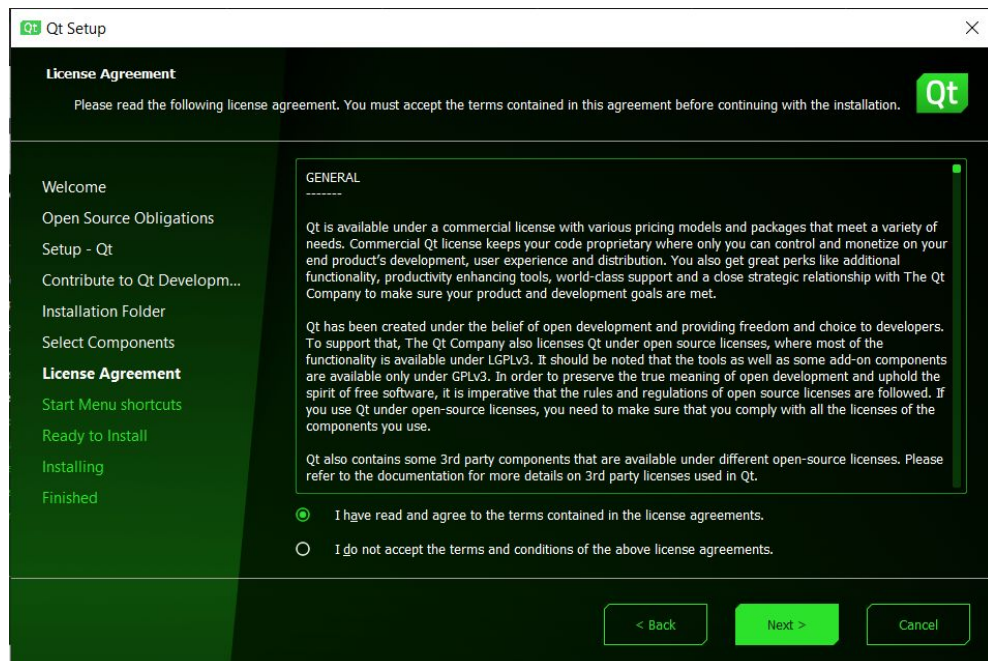 Qt Qt Setup
License Agreement
Please read the following license agreement. You must accept the terms contained in this agreement before continuing with the installation.
Qt
Welcome
Open Source Obligations
Setup - Qt
Contribute to Qt Developm...
Installation Folder
Select Components
License Agreement
Start Menu shortcuts
Ready to Install
Installing
Finished
GENERAL
-------
Qt is available under a commercial license with various pricing models and packages that meet a variety of
needs. Commercial Qt license keeps your code proprietary where only you can control and monetize on your
end product's development, user experience and distribution. You also get great perks like additional
functionality, productivity enhancing tools, world-class support and a close strategic relationship with The Qt
Company to make sure your product and development goals are met.
Qt has been created under the belief of open development and providing freedom and choice to developers.
To support that, The Qt Company also licenses Qt under open source licenses, where most of the
functionality is available under LGPLv3. It should be noted that the tools as well as some add-on components
are available only under GPLv3. In order to preserve the true meaning of open development and uphold the
spirit of free software, it is imperative that the rules and regulations of open source licenses are followed. If
you use Qt under open-source licenses, you need to make sure that you comply with all the licenses of the
components you use.
Qt also contains some 3rd party components that are available under different open-source licenses. Please
refer to the documentation for more details on 3rd party licenses used in Qt.
I have read and agree to the terms contained in the license agreements.
I do not accept the terms and conditions of the above license agreements.
< Back
Next >
Cancel